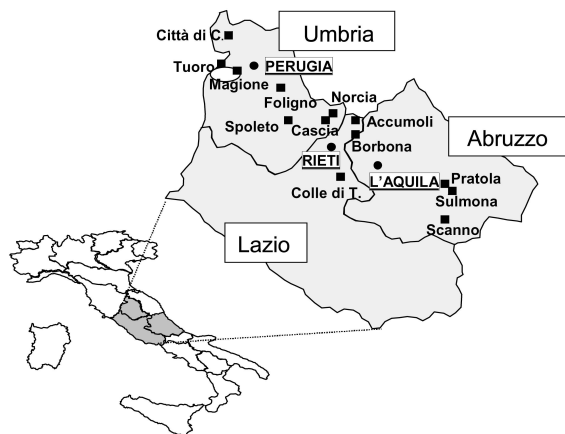 Umbria
Città di C.
Tuoro
PERUGIA
Magione
Foligno
Norcia
Spoleto
Cascia
Accumoli
Abruzzo
Borbona
RIETI
L'AQUILA
Pratola
Colle di T.
Sulmona
Scanno
Lazio